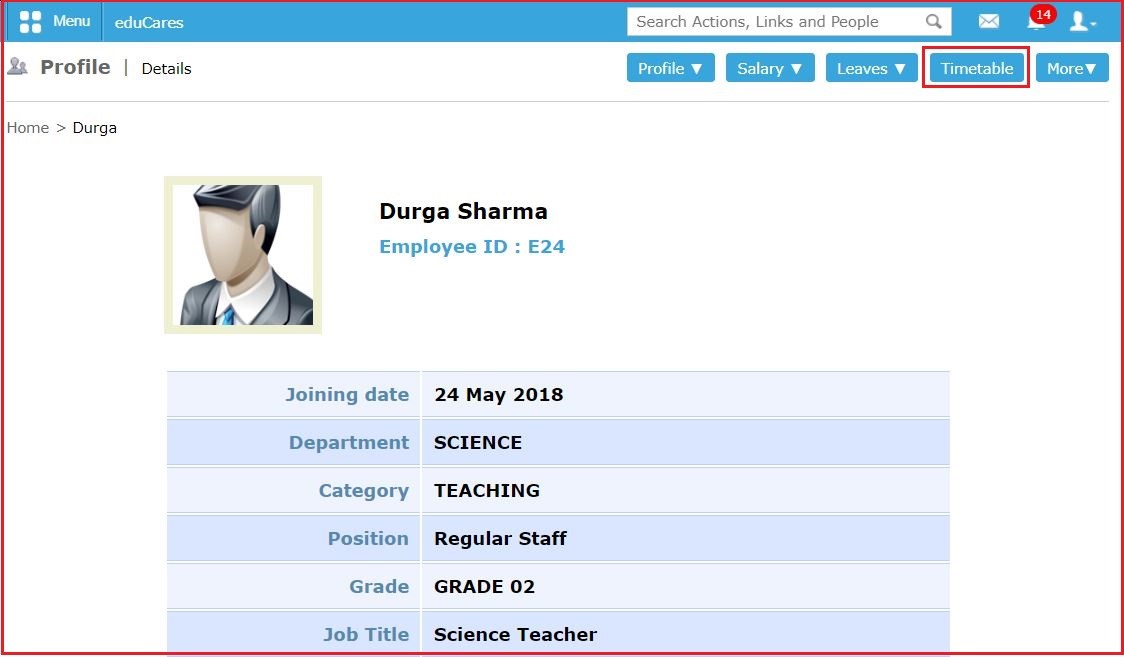 Menu eduCares Search Actions, Links and People 14
Profile | Details Profile ▼ Salary ▼ Leaves ▼ Timetable More▼
Home > Durga
Durga Sharma
Employee ID : E24
Joining date 24 May 2018
Department SCIENCE
Category TEACHING
Position Regular Staff
Grade GRADE 02
Job Title Science Teacher